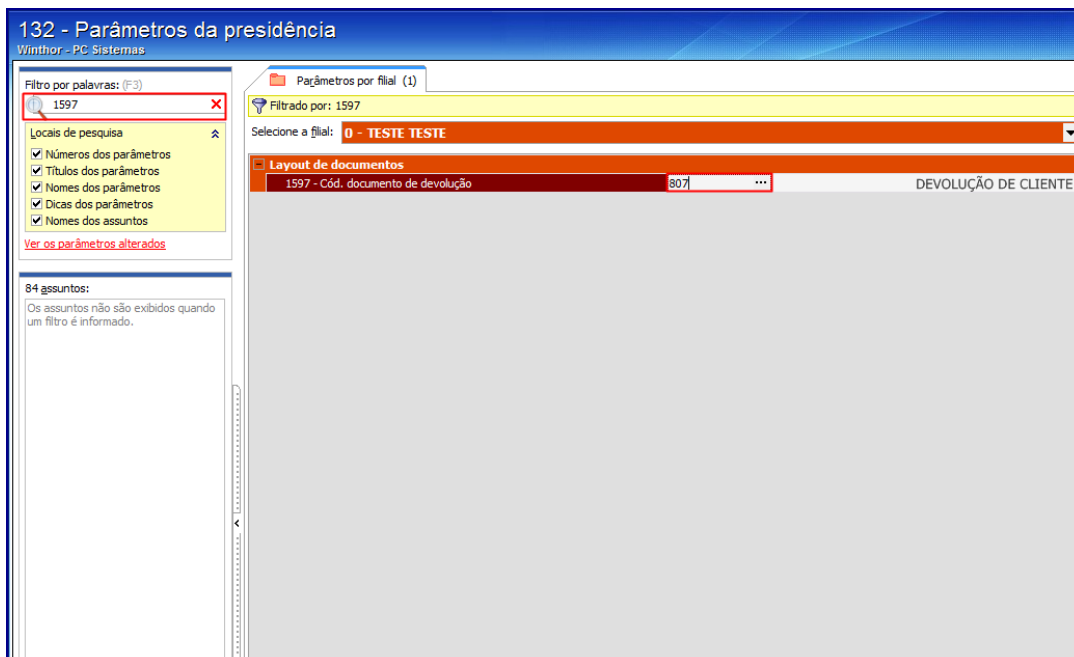 132 - Parâmetros da presidência
Winthor - PC Sistemas
Filtro por palavras: (F3)
1597
Locais de pesquisa
Números dos parâmetros
Títulos dos parâmetros
Nomes dos parâmetros
Dicas dos parâmetros
Nomes dos assuntos
Ver os parâmetros alterados
84 assuntos:
Os assuntos não são exibidos quando
um filtro é informado.
Parâmetros por filial (1)
Filtrado por: 1597
Selecione a filial: 0 - TESTE TESTE
Layout de documentos
1597 - Cód. documento de devolução 807 ... DEVOLUÇÃO DE CLIENTE